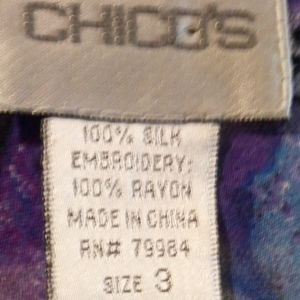 CHICO'S
100% SILK
EMBROIDERY:
100% RAYON
MADE IN CHINA
RN# 79984
SIZE 3